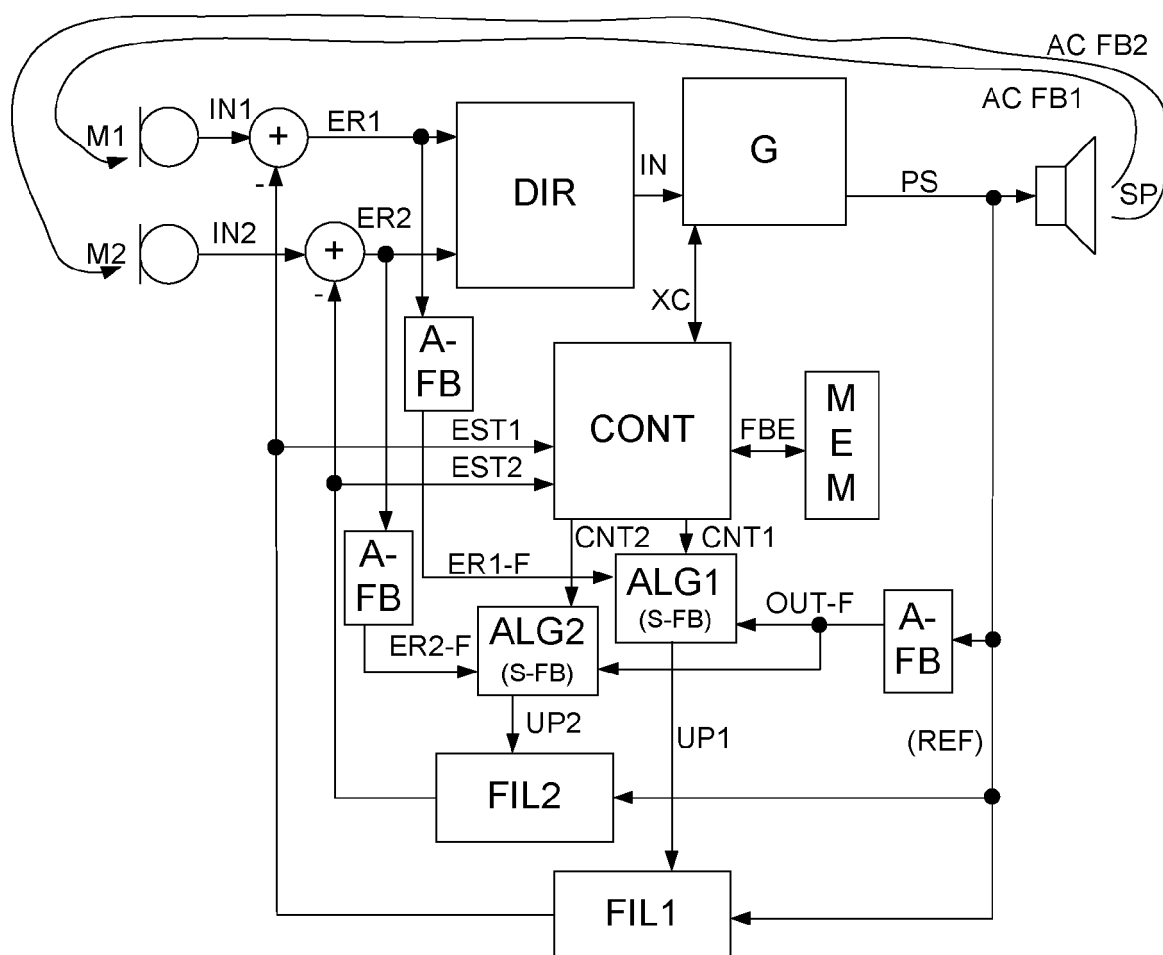 AC FB2
AC FB1
M1
IN1
+
-
ER1
DIR
IN
G
PS
SP
M2
IN2
+
-
ER2
XC
A-
FB
EST1
EST2
CONT
FBE
M
E
M
CNT2
CNT1
A-
FB
ER1-F
ALG1
(S-FB)
OUT-F
A-
FB
ER2-F
ALG2
(S-FB)
UP2
UP1
(REF)
FIL2
FIL1